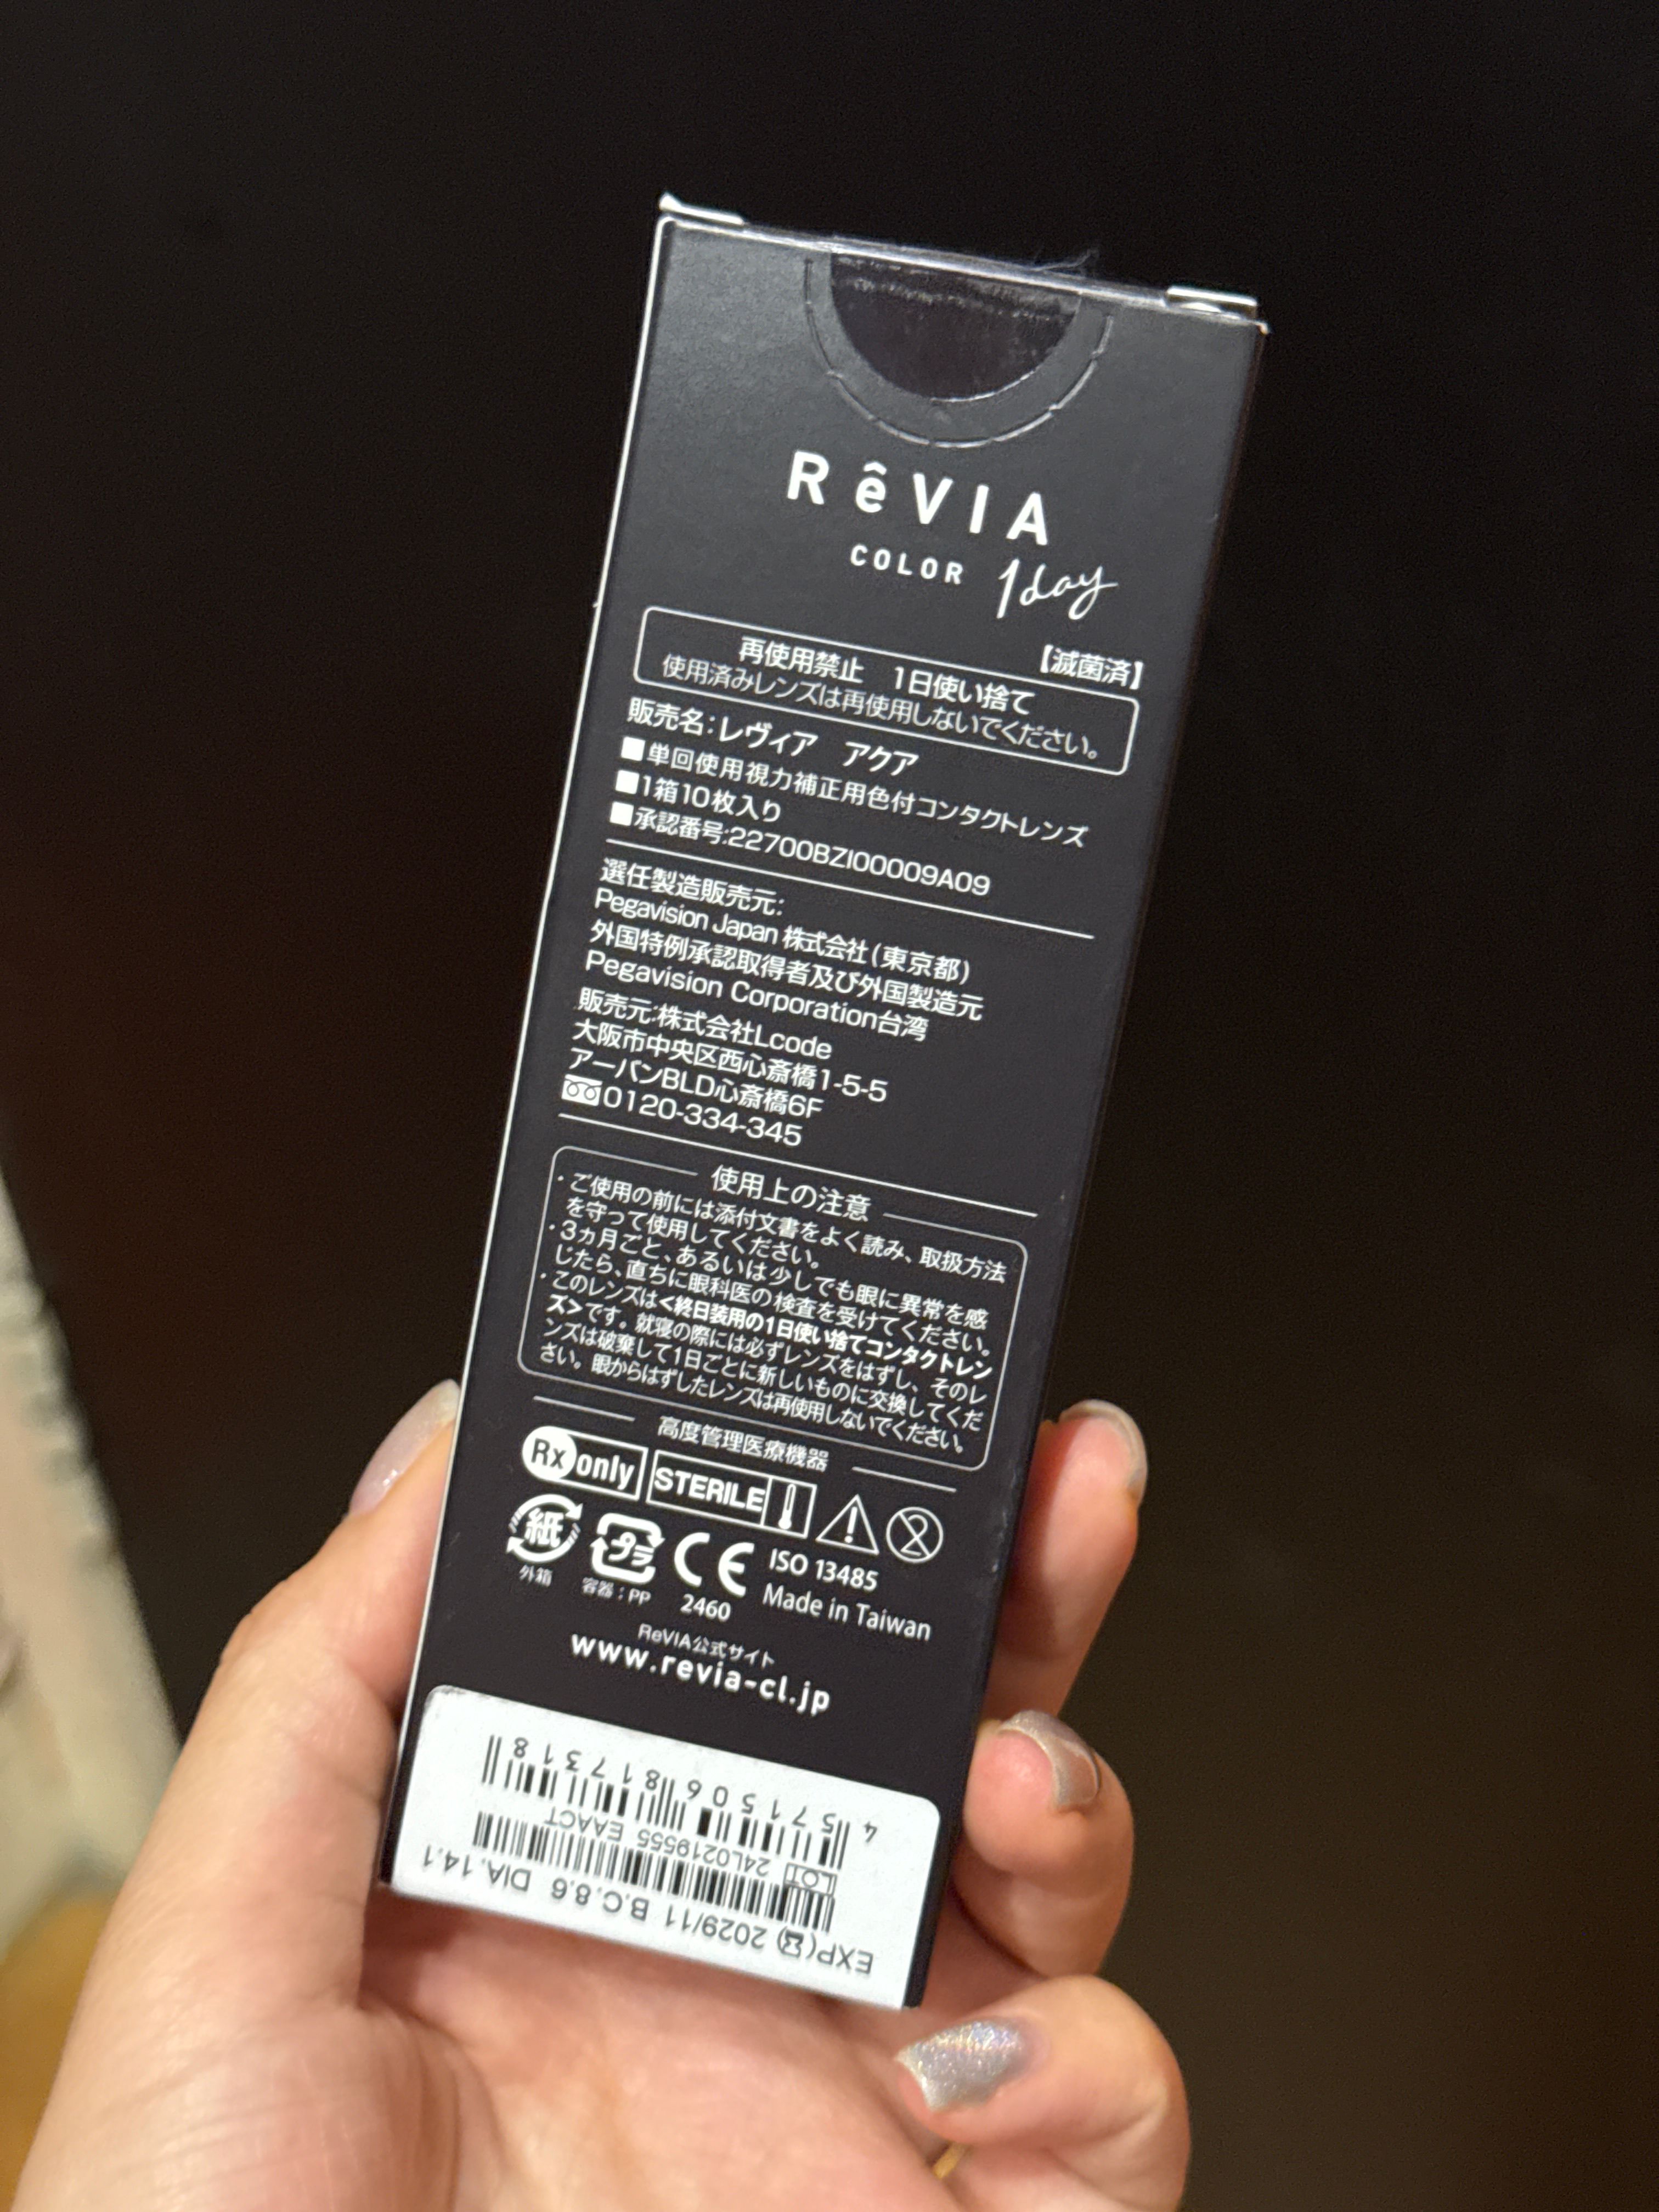 RêVIA
COLOR 1day
【滅菌済】
再使用禁止 1日使い捨て
使用済みレンズは再使用しないでください。
販売名:レヴィア アクア
■単回使用視力補正用色付コンタクトレンズ
■1箱10枚入り
■承認番号:22700BZI00009A09
選任製造販売元:
Pegavision Japan 株式会社(東京都)
外国特例承認取得者及び外国製造元
Pegavision Corporation台湾
販売元:株式会社Lcode
大阪市中央区西心斎橋1-5-5
アーバンBLD心斎橋6F
0120-334-345
使用上の注意
・ご使用の前には添付文書をよく読み、取扱方法
を守って使用してください。
・3ヵ月ごと、あるいは少しでも眼に異常を感
じたら、直ちに眼科医の検査を受けてください。
・このレンズは<終日装用の1日使い捨てコンタクトレン
ズ>です。就寝の際には必ずレンズをはずし、そのレ
ンズは破棄して1日ごとに新しいものに交換してくだ
さい。眼からはずしたレンズは再使用しないでください。
高度管理医療機器
Rx only STERILE 2
紙 プラ CE ISO 13485
外箱 容器:PP 2460 Made in Taiwan
ReVIA公式サイト
www.revia-cl.jp
EXP(⌛) 2029/11 B.C.8.6 DIA.14.1
LOT 24L0219555 EAACT
4 571506 817318